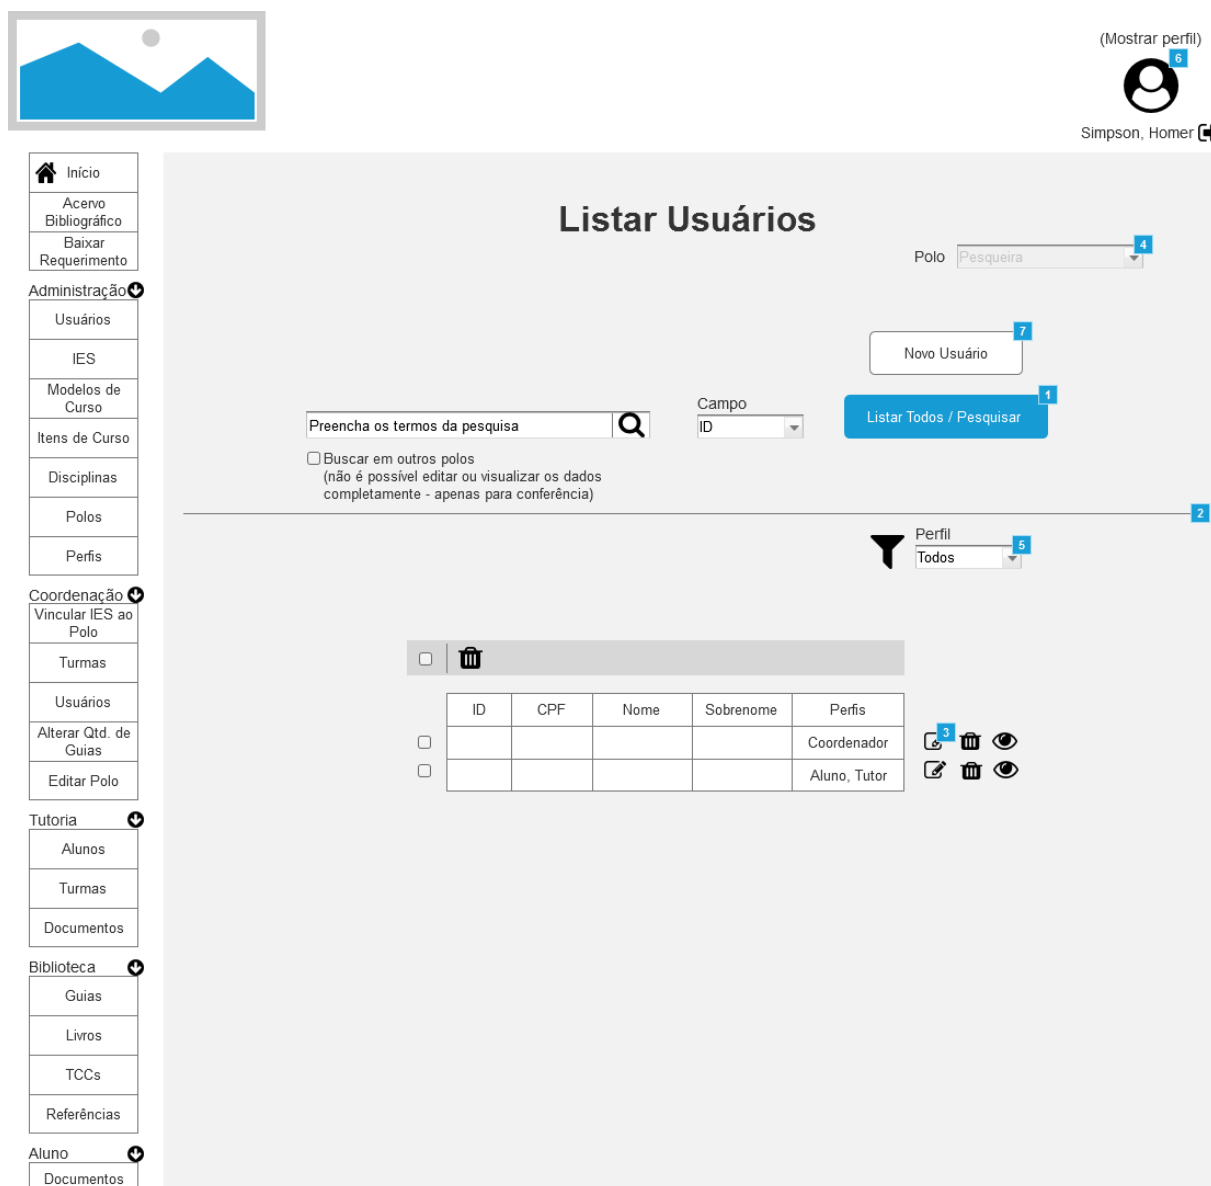 (Mostrar perfil)
6
Simpson, Homer
Início
Acervo
Bibliográfico
Baixar
Requerimento
Administração
Usuários
IES
Modelos de
Curso
Itens de Curso
Disciplinas
Polos
Perfis
Coordenação
Vincular IES ao
Polo
Turmas
Usuários
Alterar Qtd. de
Guias
Editar Polo
Tutoria
Alunos
Turmas
Documentos
Biblioteca
Guias
Livros
TCCs
Referências
Aluno
Documentos
Listar Usuários
Polo Pesqueira 4
Novo Usuário 7
Campo
Preencha os termos da pesquisa
ID
Listar Todos / Pesquisar 1
Buscar em outros polos
(não é possível editar ou visualizar os dados
completamente - apenas para conferência)
2
Perfil
Todos 5
ID CPF Nome Sobrenome Perfis
Coordenador 3
Aluno, Tutor